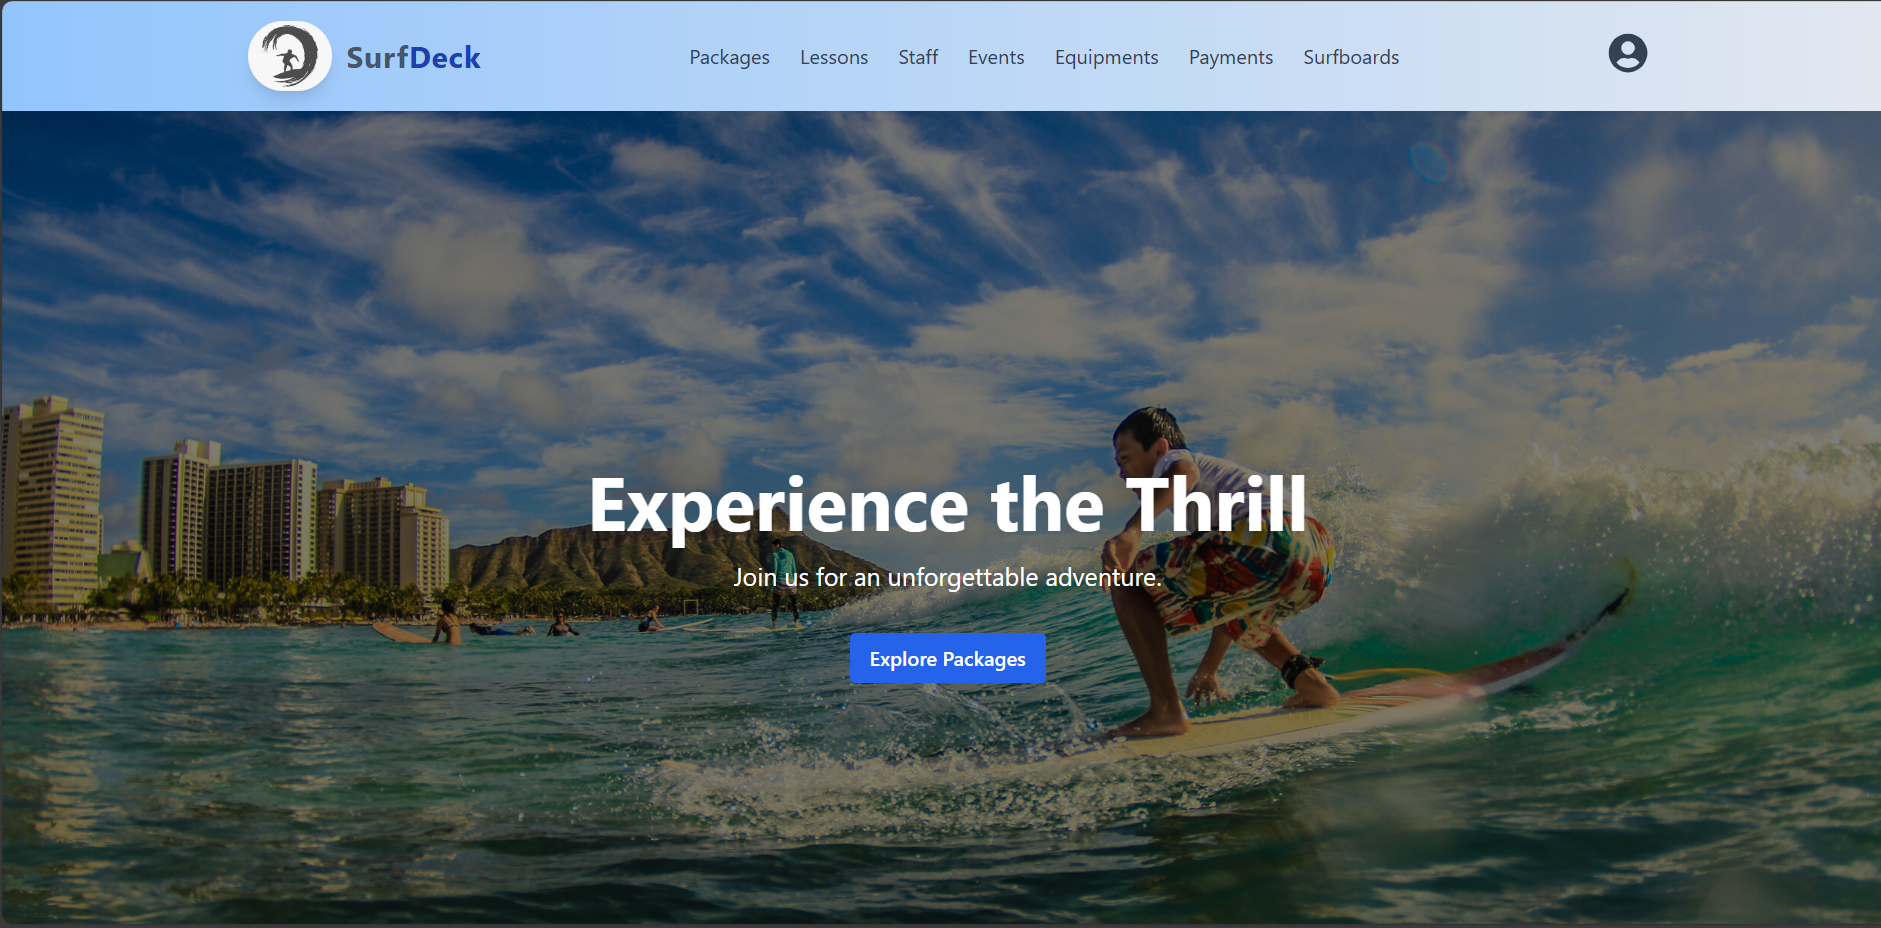 SurfDeck
Packages Lessons Staff Events Equipments Payments Surfboards
Experience the Thrill
Join us for an unforgettable adventure.
Explore Packages